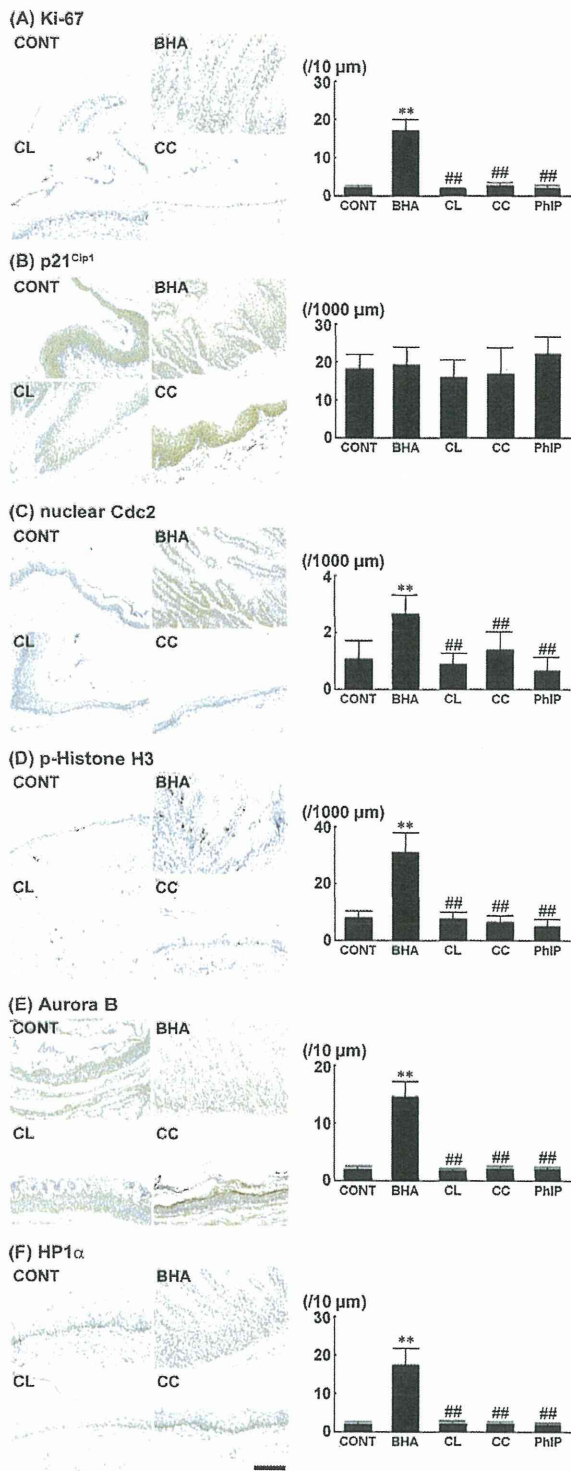 (A) Ki-67
CONT BHA
CL CC
(/10 µm)
30
20
10
0
**
## ## ##
CONT BHA CL CC PhIP
(B) p21Cip1
CONT BHA
CL CC
(/1000 µm)
30
20
10
0
CONT BHA CL CC PhIP
(C) nuclear Cdc2
CONT BHA
CL CC
(/1000 µm)
4
2
0
**
## ## ##
CONT BHA CL CC PhIP
(D) p-Histone H3
CONT BHA
CL CC
(/1000 µm)
40
20
0
**
## ## ##
CONT BHA CL CC PhIP
(E) Aurora B
CONT BHA
CL CC
(/10 µm)
20
10
0
**
## ## ##
CONT BHA CL CC PhIP
(F) HP1α
CONT BHA
CL CC
(/10 µm)
30
20
10
0
**
## ## ##
CONT BHA CL CC PhIP